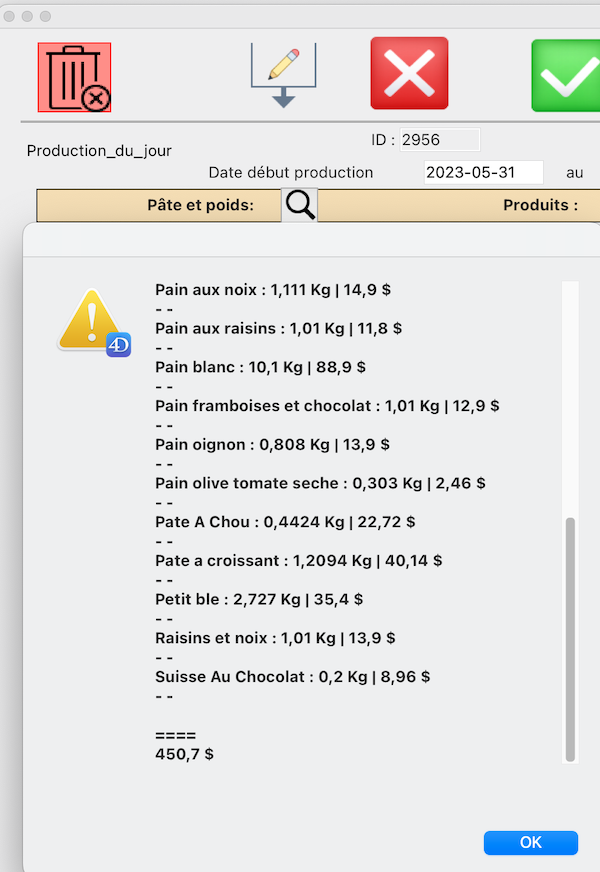 ID : 2956
Production_du_jour
Date début production 2023-05-31 au
Pâte et poids: Produits :
Pain aux noix : 1,111 Kg | 14,9 $
- -
Pain aux raisins : 1,01 Kg | 11,8 $
- -
Pain blanc : 10,1 Kg | 88,9 $
- -
Pain framboises et chocolat : 1,01 Kg | 12,9 $
- -
Pain oignon : 0,808 Kg | 13,9 $
- -
Pain olive tomate seche : 0,303 Kg | 2,46 $
- -
Pate A Chou : 0,4424 Kg | 22,72 $
- -
Pate a croissant : 1,2094 Kg | 40,14 $
- -
Petit ble : 2,727 Kg | 35,4 $
- -
Raisins et noix : 1,01 Kg | 13,9 $
- -
Suisse Au Chocolat : 0,2 Kg | 8,96 $
- -
====
450,7 $
4D
OK